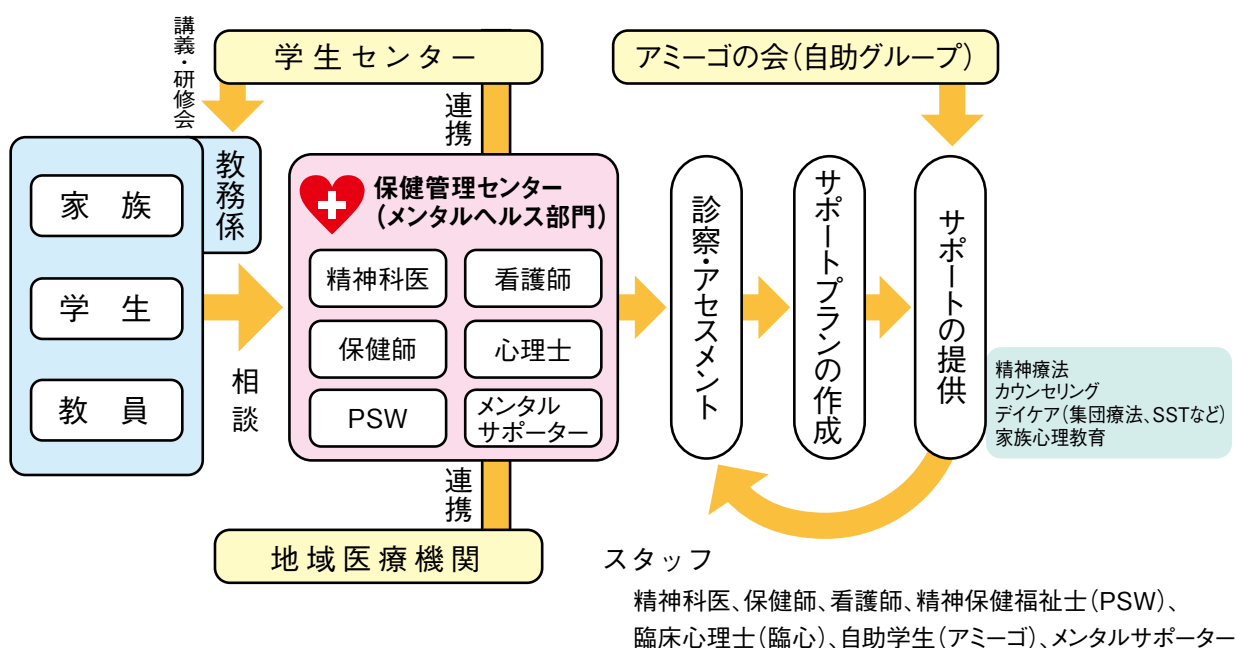 講義・研修会
学生センター
アミーゴの会(自助グループ)
連携
教務係
家 族
学 生
教 員
相談
保健管理センター
(メンタルヘルス部門)
精神科医
看護師
保健師
心理士
PSW
メンタル
サポーター
診察・アセスメント
サポートプランの作成
サポートの提供
精神療法
カウンセリング
デイケア(集団療法、SSTなど)
家族心理教育
連携
地域医療機関
スタッフ
精神科医、保健師、看護師、精神保健福祉士(PSW)、
臨床心理士(臨心)、自助学生(アミーゴ)、メンタルサポーター